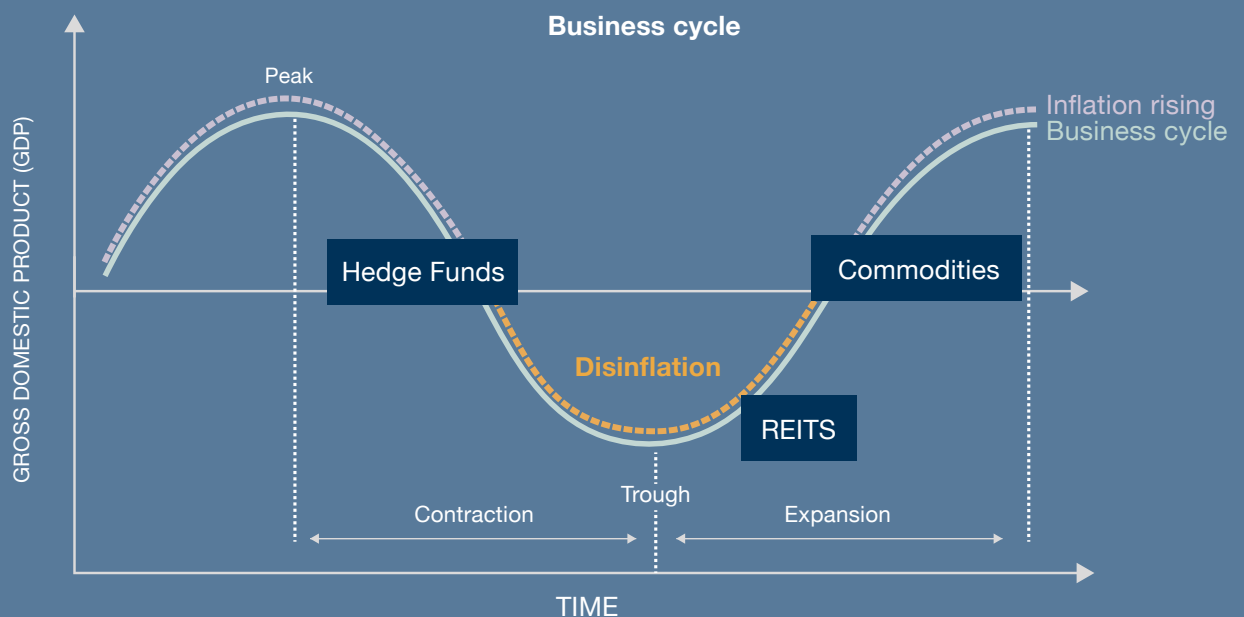 Business cycle
Peak
Inflation rising
Business cycle
GROSS DOMESTIC PRODUCT (GDP)
Hedge Funds
Commodities
Disinflation
REITS
Trough
Contraction
Expansion
TIME